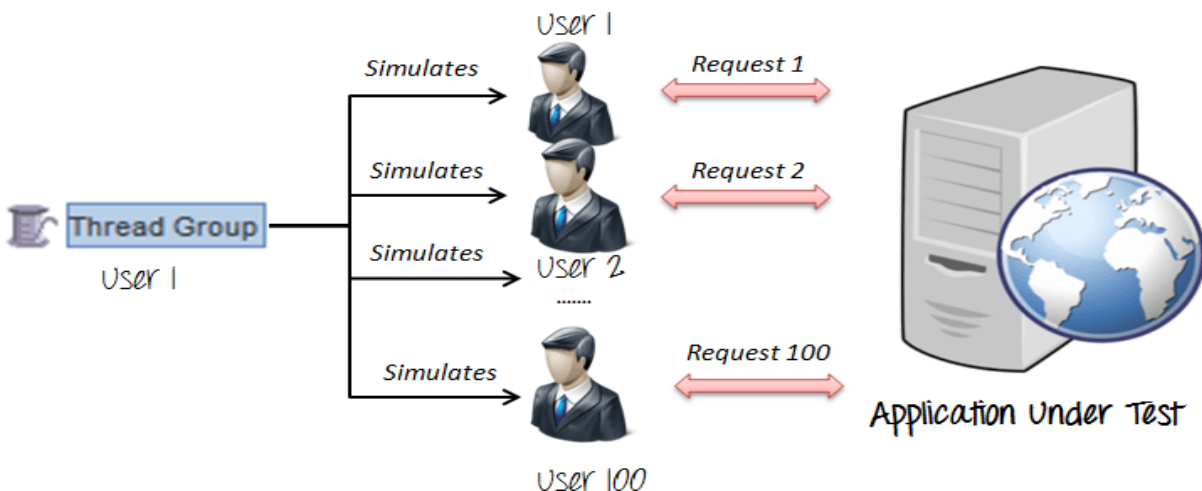 User 1
Simulates
Request 1
Simulates
Request 2
Thread Group
User 1
Simulates
User 2
.......
Simulates
Request 100
Application Under Test
User 100